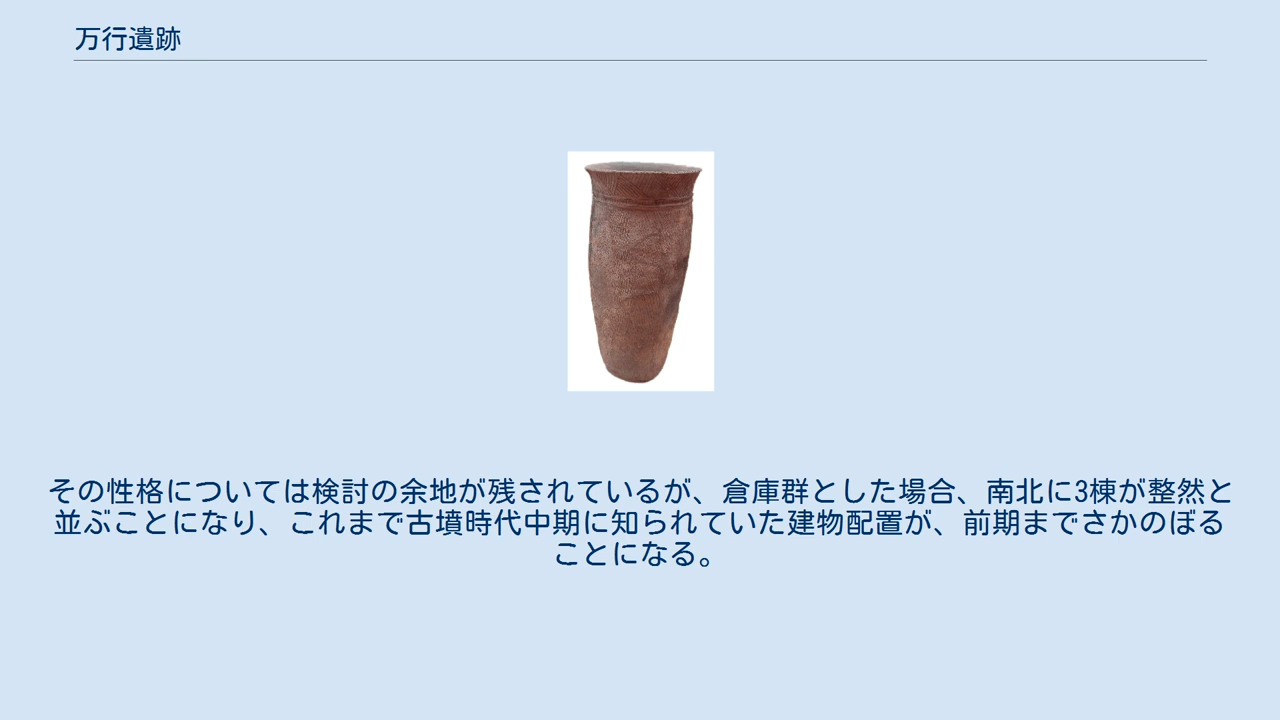 万行遺跡
その性格については検討の余地が残されているが、倉庫群とした場合、南北に3棟が整然と
並ぶことになり、これまで古墳時代中期に知られていた建物配置が、前期までさかのぼる
ことになる。